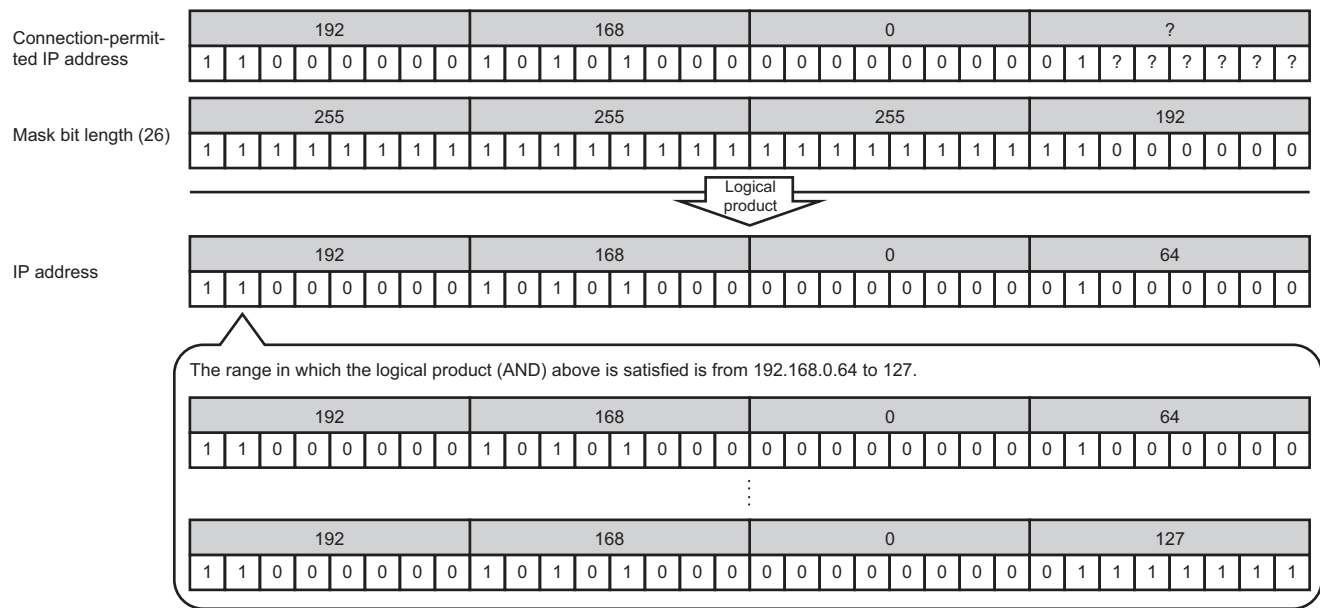 Connection-permit-
ted IP address
192 168 0 ?
1 1 0 0 0 0 0 0 1 0 1 0 1 0 0 0 0 0 0 0 0 0 0 0 0 1 ? ? ? ? ? ?
Mask bit length (26)
255 255 255 192
1 1 1 1 1 1 1 1 1 1 1 1 1 1 1 1 1 1 1 1 1 1 1 1 1 1 0 0 0 0 0 0
Logical
product
IP address
192 168 0 64
1 1 0 0 0 0 0 0 1 0 1 0 1 0 0 0 0 0 0 0 0 0 0 0 0 1 0 0 0 0 0 0
The range in which the logical product (AND) above is satisfied is from 192.168.0.64 to 127.
192 168 0 64
1 1 0 0 0 0 0 0 1 0 1 0 1 0 0 0 0 0 0 0 0 0 0 0 0 1 0 0 0 0 0 0
192 168 0 127
1 1 0 0 0 0 0 0 1 0 1 0 1 0 0 0 0 0 0 0 0 0 0 0 0 1 1 1 1 1 1 1